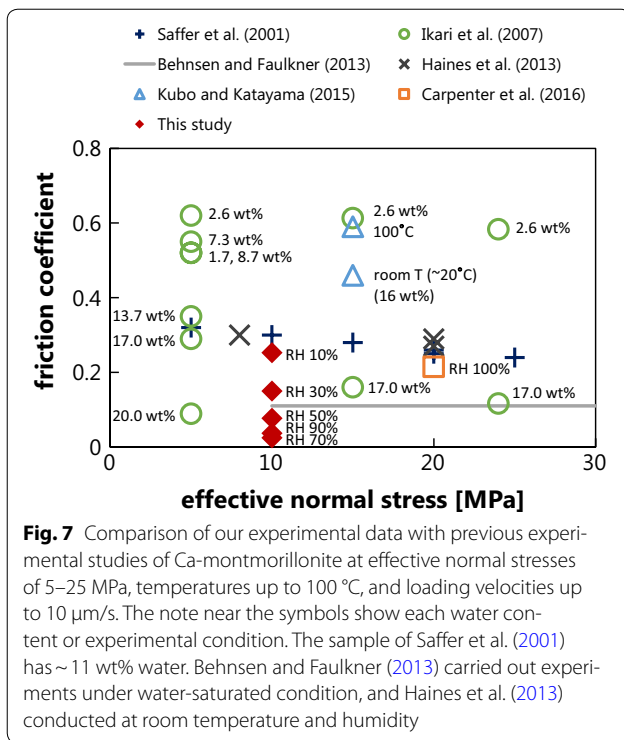 Saffer et al. (2001)
Ikari et al. (2007)
Behnsen and Faulkner (2013)
Haines et al. (2013)
Kubo and Katayama (2015)
Carpenter et al. (2016)
This study
friction coefficient
0.8
0.6
0.4
0.2
0
2.6 wt%
7.3 wt%
1.7, 8.7 wt%
13.7 wt%
17.0 wt%
20.0 wt%
RH 10%
RH 30%
RH 50%
RH 90%
RH 70%
2.6 wt%
100°C
room T (~20°C)
(16 wt%)
17.0 wt%
2.6 wt%
RH 100%
17.0 wt%
0 10 20 30
effective normal stress [MPa]
Fig. 7 Comparison of our experimental data with previous experi-
mental studies of Ca-montmorillonite at effective normal stresses
of 5–25 MPa, temperatures up to 100 °C, and loading velocities up
to 10 μm/s. The note near the symbols show each water con-
tent or experimental condition. The sample of Saffer et al. (2001)
has ~ 11 wt% water. Behnsen and Faulkner (2013) carried out experi-
ments under water-saturated condition, and Haines et al. (2013)
conducted at room temperature and humidity